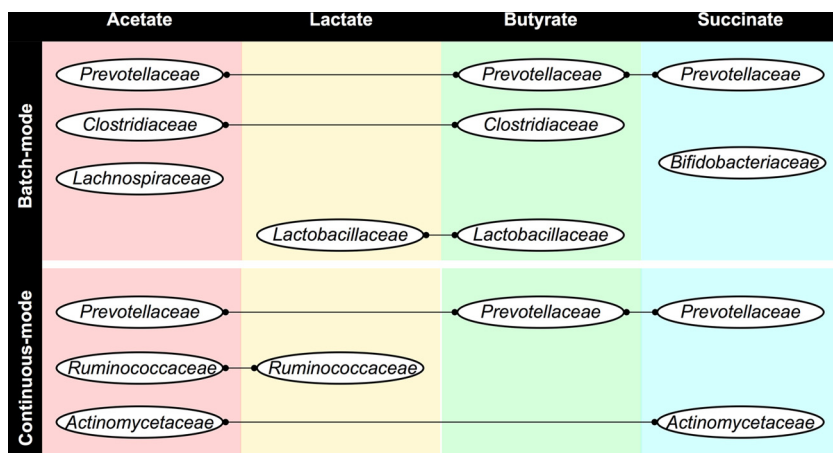 Acetate Lactate Butyrate Succinate
Batch-mode
Prevotellaceae Prevotellaceae Prevotellaceae
Clostridiaceae Clostridiaceae
Bifidobacteriaceae
Lachnospiraceae
Lactobacillaceae Lactobacillaceae
Continuous-mode
Prevotellaceae Prevotellaceae Prevotellaceae
Ruminococcaceae Ruminococcaceae
Actinomycetaceae Actinomycetaceae